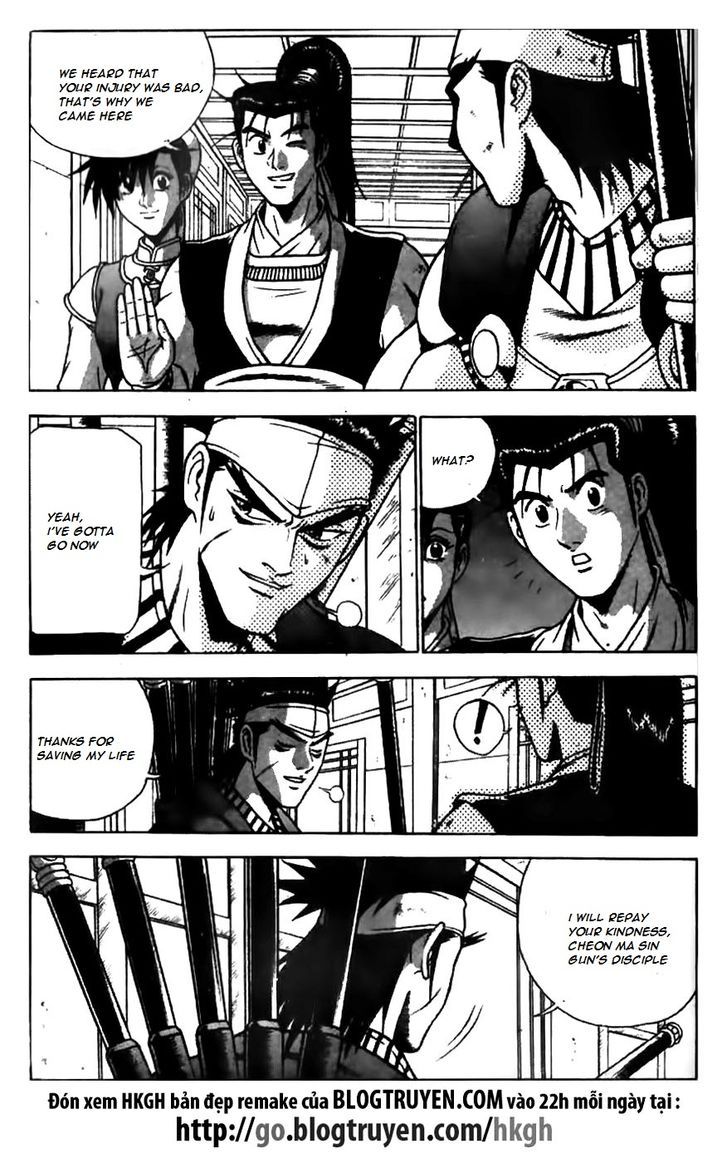 WE HEARD THAT
YOUR INJURY WAS BAD,
THAT'S WHY WE
CAME HERE
YEAH,
I'VE GOTTA
GO NOW
WHAT?
THANKS FOR
SAVING MY LIFE
!
I WILL REPAY
YOUR KINDNESS,
CHEON MA SIN
GUN'S DISCIPLE
Đón xem HKGH bản đẹp remake của BLOGTRUYEN.COM vào 22h mỗi ngày tại :
http://go.blogtruyen.com/hkgh